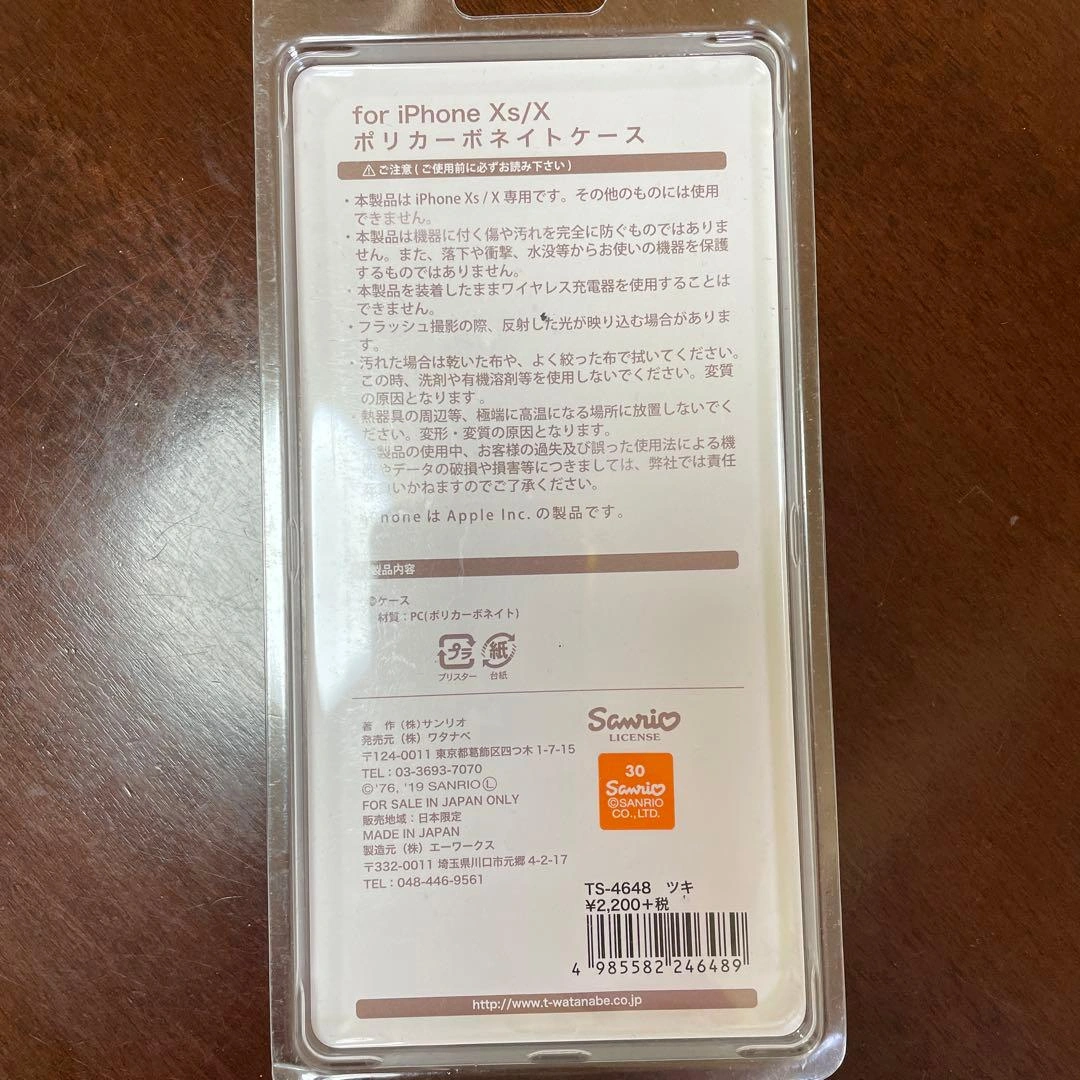 for iPhone Xs/X
ポリカーボネイトケース
⚠ご注意(ご使用前に必ずお読み下さい)
・本製品は iPhone Xs / X 専用です。その他のものには使用
できません。
・本製品は機器に付く傷や汚れを完全に防ぐものではありま
せん。また、落下や衝撃、水没等からお使いの機器を保護
するものではありません。
・本製品を装着したままワイヤレス充電器を使用することは
できません。
・フラッシュ撮影の際、反射した光が映り込む場合がありま
す。
・汚れた場合は乾いた布や、よく絞った布で拭いてください。
この時、洗剤や有機溶剤等を使用しないでください。変質
の原因となります。
・熱器具の周辺等、極端に高温になる場所に放置しないでく
ださい。変形・変質の原因となります。
製品の使用中、お客様の過失及び誤った使用法による機
やデータの破損や損害等につきましては、弊社では責任
いかねますのでご了承ください。
honeは Apple Inc. の製品です。
製品内容
ケース
材質:PC(ポリカーボネイト)
プラ 紙
ブリスター 台紙
著 作(株)サンリオ
発売元(株)ワタナベ
〒124-0011 東京都葛飾区四つ木 1-7-15
TEL : 03-3693-7070
©'76, '19 SANRIO Ⓛ
FOR SALE IN JAPAN ONLY
販売地域:日本限定
MADE IN JAPAN
製造元(株)エーワークス
〒332-0011 埼玉県川口市元郷 4-2-17
TEL : 048-446-9561
Sanrio
LICENSE
30
Sanrio
©SANRIO
CO.,LTD.
TS-4648 ツキ
¥2,200+税
4 985582 246489
http://www.t-watanabe.co.jp